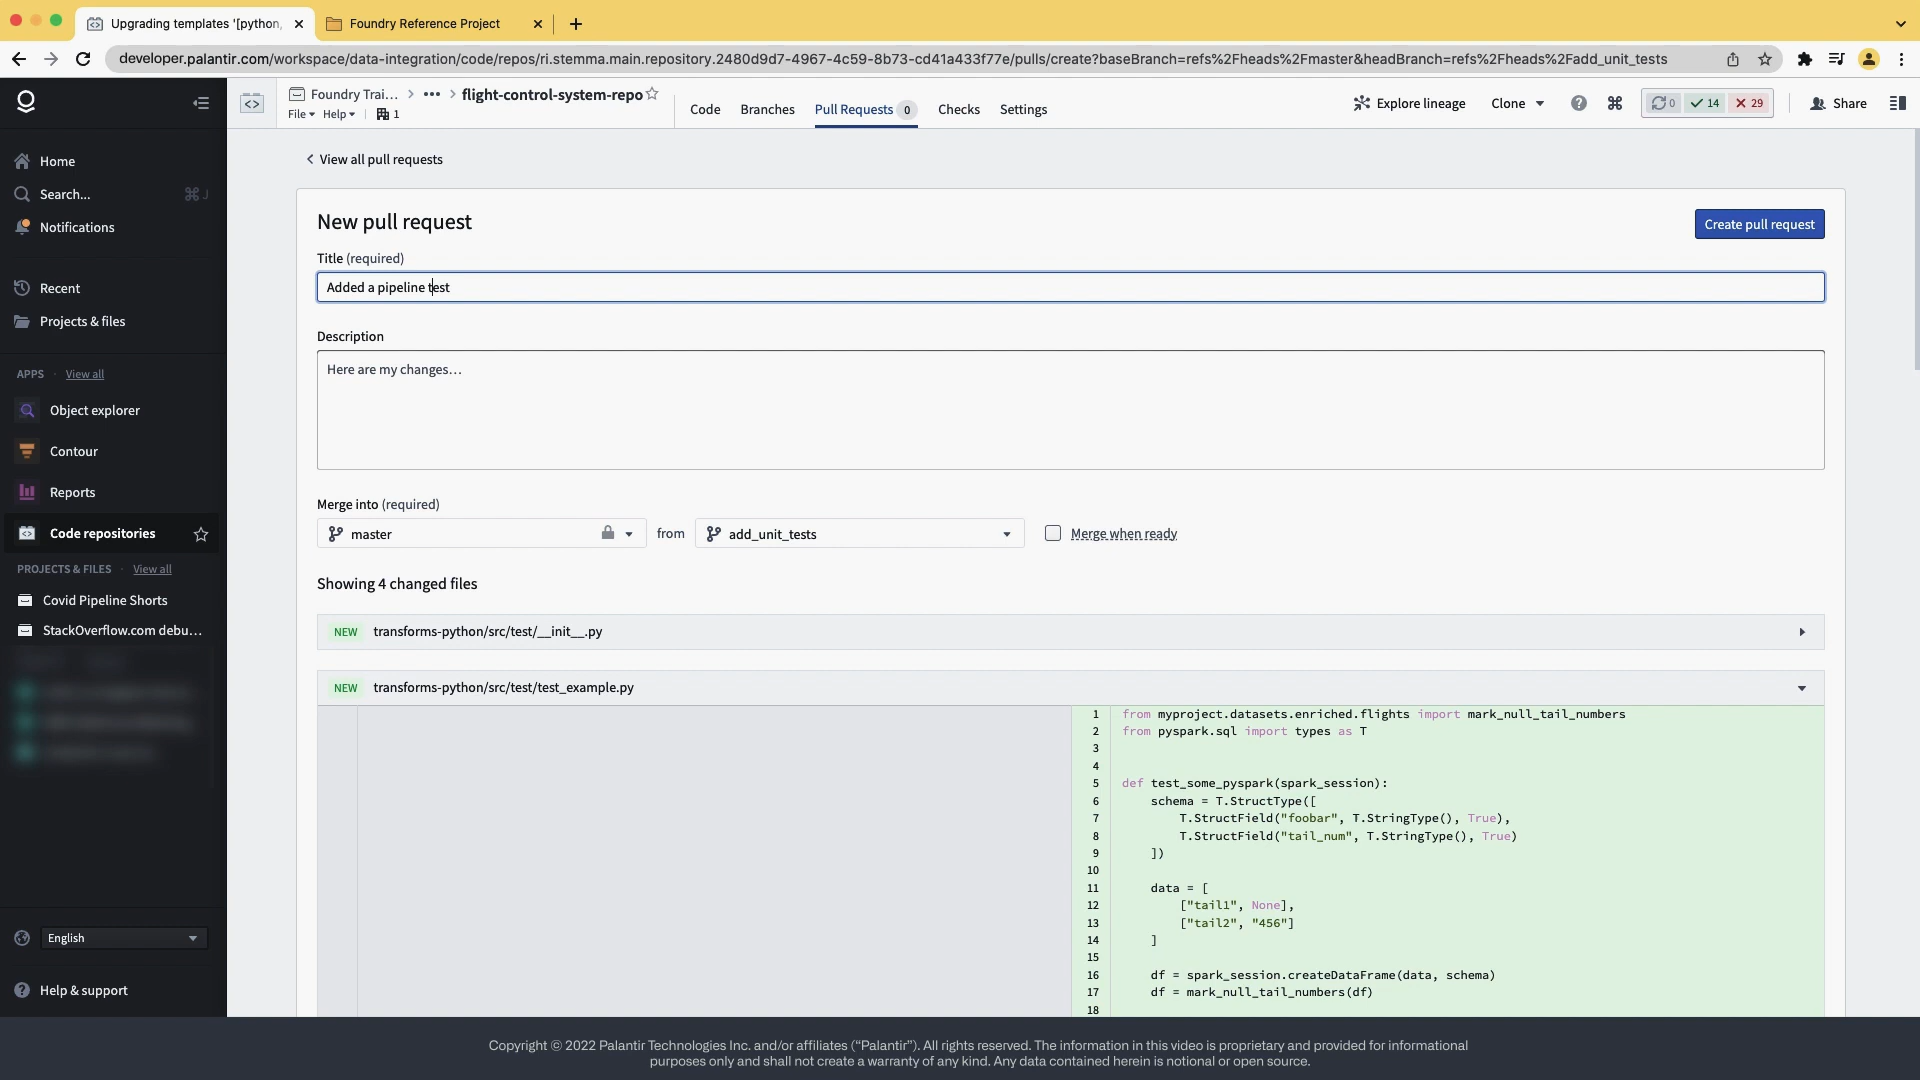 Upgrading templates '[python,
Foundry Reference Project
developer.palantir.com/workspace/data-integration/code/repos/ri.stemma.main.repository.2480d9d7-4967-4c59-8b73-cd41a433f77e/pulls/create?baseBranch=refs%2Fheads%2Fmaster&headBranch=refs%2Fheads%2Fadd_unit_tests
Foundry Trai... > ••• > flight-control-system-repo
File Help 1
Code Branches Pull Requests 0 Checks Settings
Explore lineage Clone 0 14 29 Share
Home
Search... ⌘ J
Notifications
Recent
Projects & files
APPS · View all
Object explorer
Contour
Reports
Code repositories
PROJECTS & FILES · View all
Covid Pipeline Shorts
StackOverflow.com debu...
English
Help & support
View all pull requests
New pull request
Create pull request
Title (required)
Added a pipeline test
Description
Here are my changes...
Merge into (required)
master from add_unit_tests Merge when ready
Showing 4 changed files
NEW transforms-python/src/test/__init__.py
NEW transforms-python/src/test/test_example.py
1 from myproject.datasets.enriched.flights import mark_null_tail_numbers
2 from pyspark.sql import types as T
3
4
5 def test_some_pyspark(spark_session):
6 schema = T.StructType([
7 T.StructField("foobar", T.StringType(), True),
8 T.StructField("tail_num", T.StringType(), True)
9 ])
10
11 data = [
12 ["tail1", None],
13 ["tail2", "456"]
14 ]
15
16 df = spark_session.createDataFrame(data, schema)
17 df = mark_null_tail_numbers(df)
18
Copyright © 2022 Palantir Technologies Inc. and/or affiliates (“Palantir”). All rights reserved. The information in this video is proprietary and provided for informational
purposes only and shall not create a warranty of any kind. Any data contained herein is notional or open source.